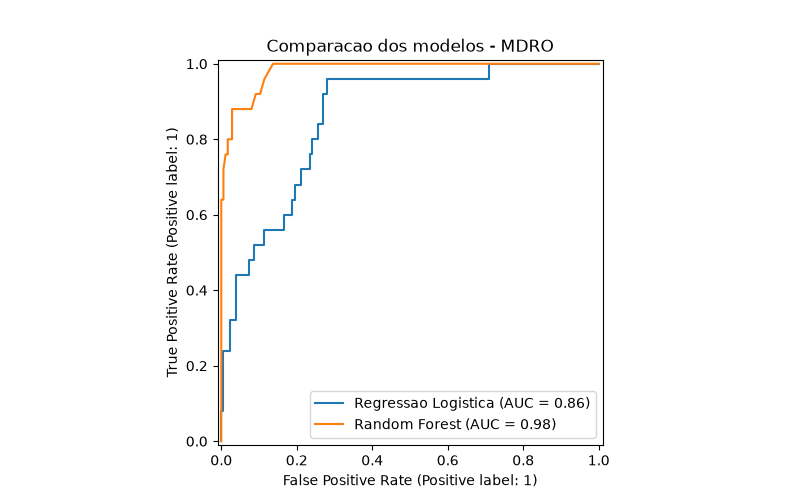 Comparacao dos modelos - MDRO
1.0
0.8
0.6
0.4
0.2
0.0
True Positive Rate (Positive label: 1)
Regressao Logistica (AUC = 0.86)
Random Forest (AUC = 0.98)
0.0 0.2 0.4 0.6 0.8 1.0
False Positive Rate (Positive label: 1)